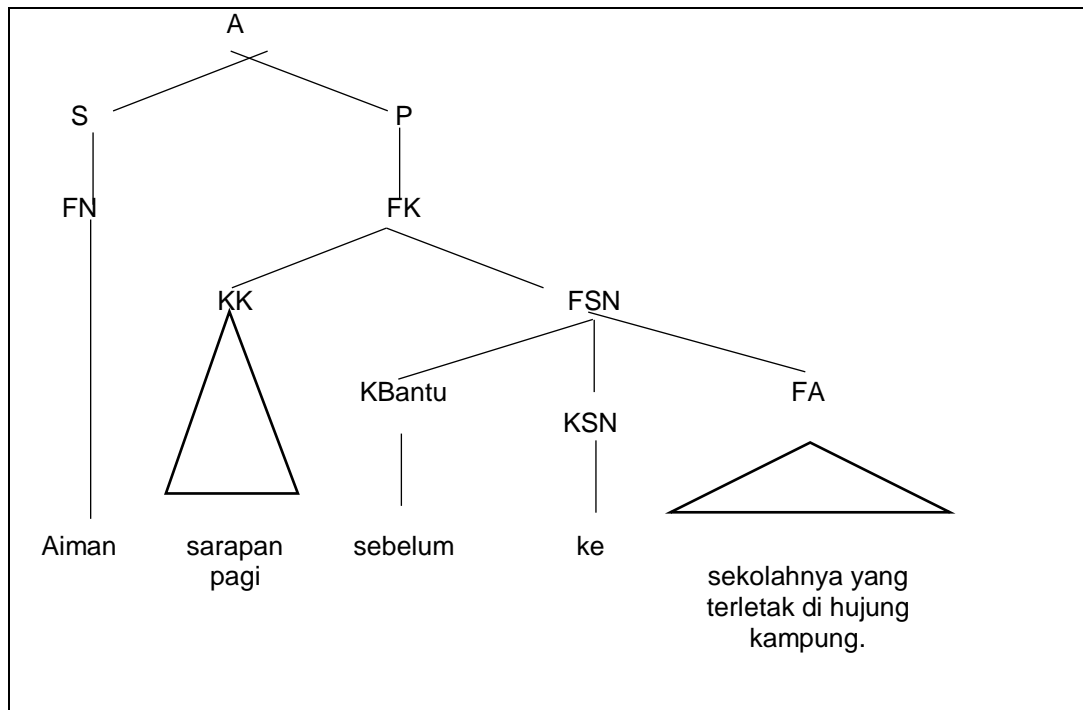 A
S P
FN FK
KK FSN
KBantu FA
KSN
Aiman sarapan sebelum ke
pagi
sekolahnya yang
terletak di hujung
kampung.